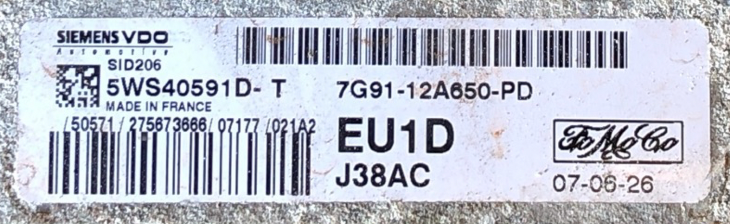 SIEMENS VDO
Automotive
SID206
5WS40591D- T
MADE IN FRANCE
/50571/275673666/07177/021A2
7G91-12A650-PD
EU1D
J38AC
FoMoCo
07-06-26